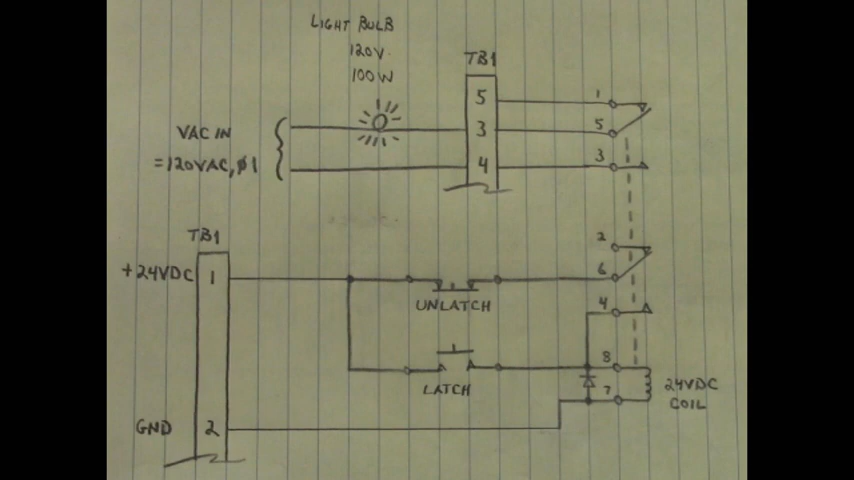 LIGHT BULB
120V.
100W
TB1
5
3
4
1
5
3
VAC IN
=120VAC, ϕ1
TB1
+24VDC
1
GND
2
UNLATCH
LATCH
2
6
4
8
7
24VDC
COIL